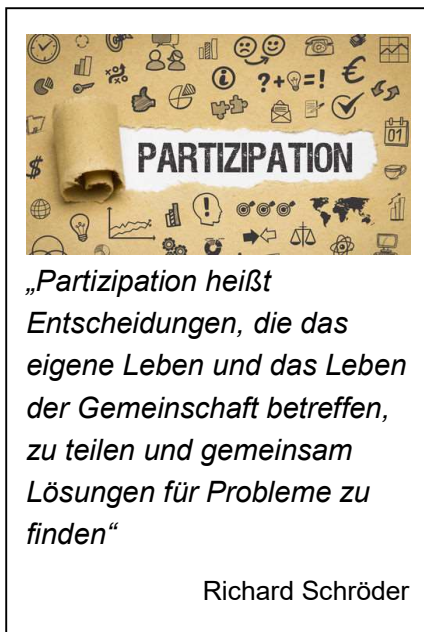 ?+ =!
€
01
$
PARTIZIPATION
„Partizipation heißt
Entscheidungen, die das
eigene Leben und das Leben
der Gemeinschaft betreffen,
zu teilen und gemeinsam
Lösungen für Probleme zu
finden“
Richard Schröder